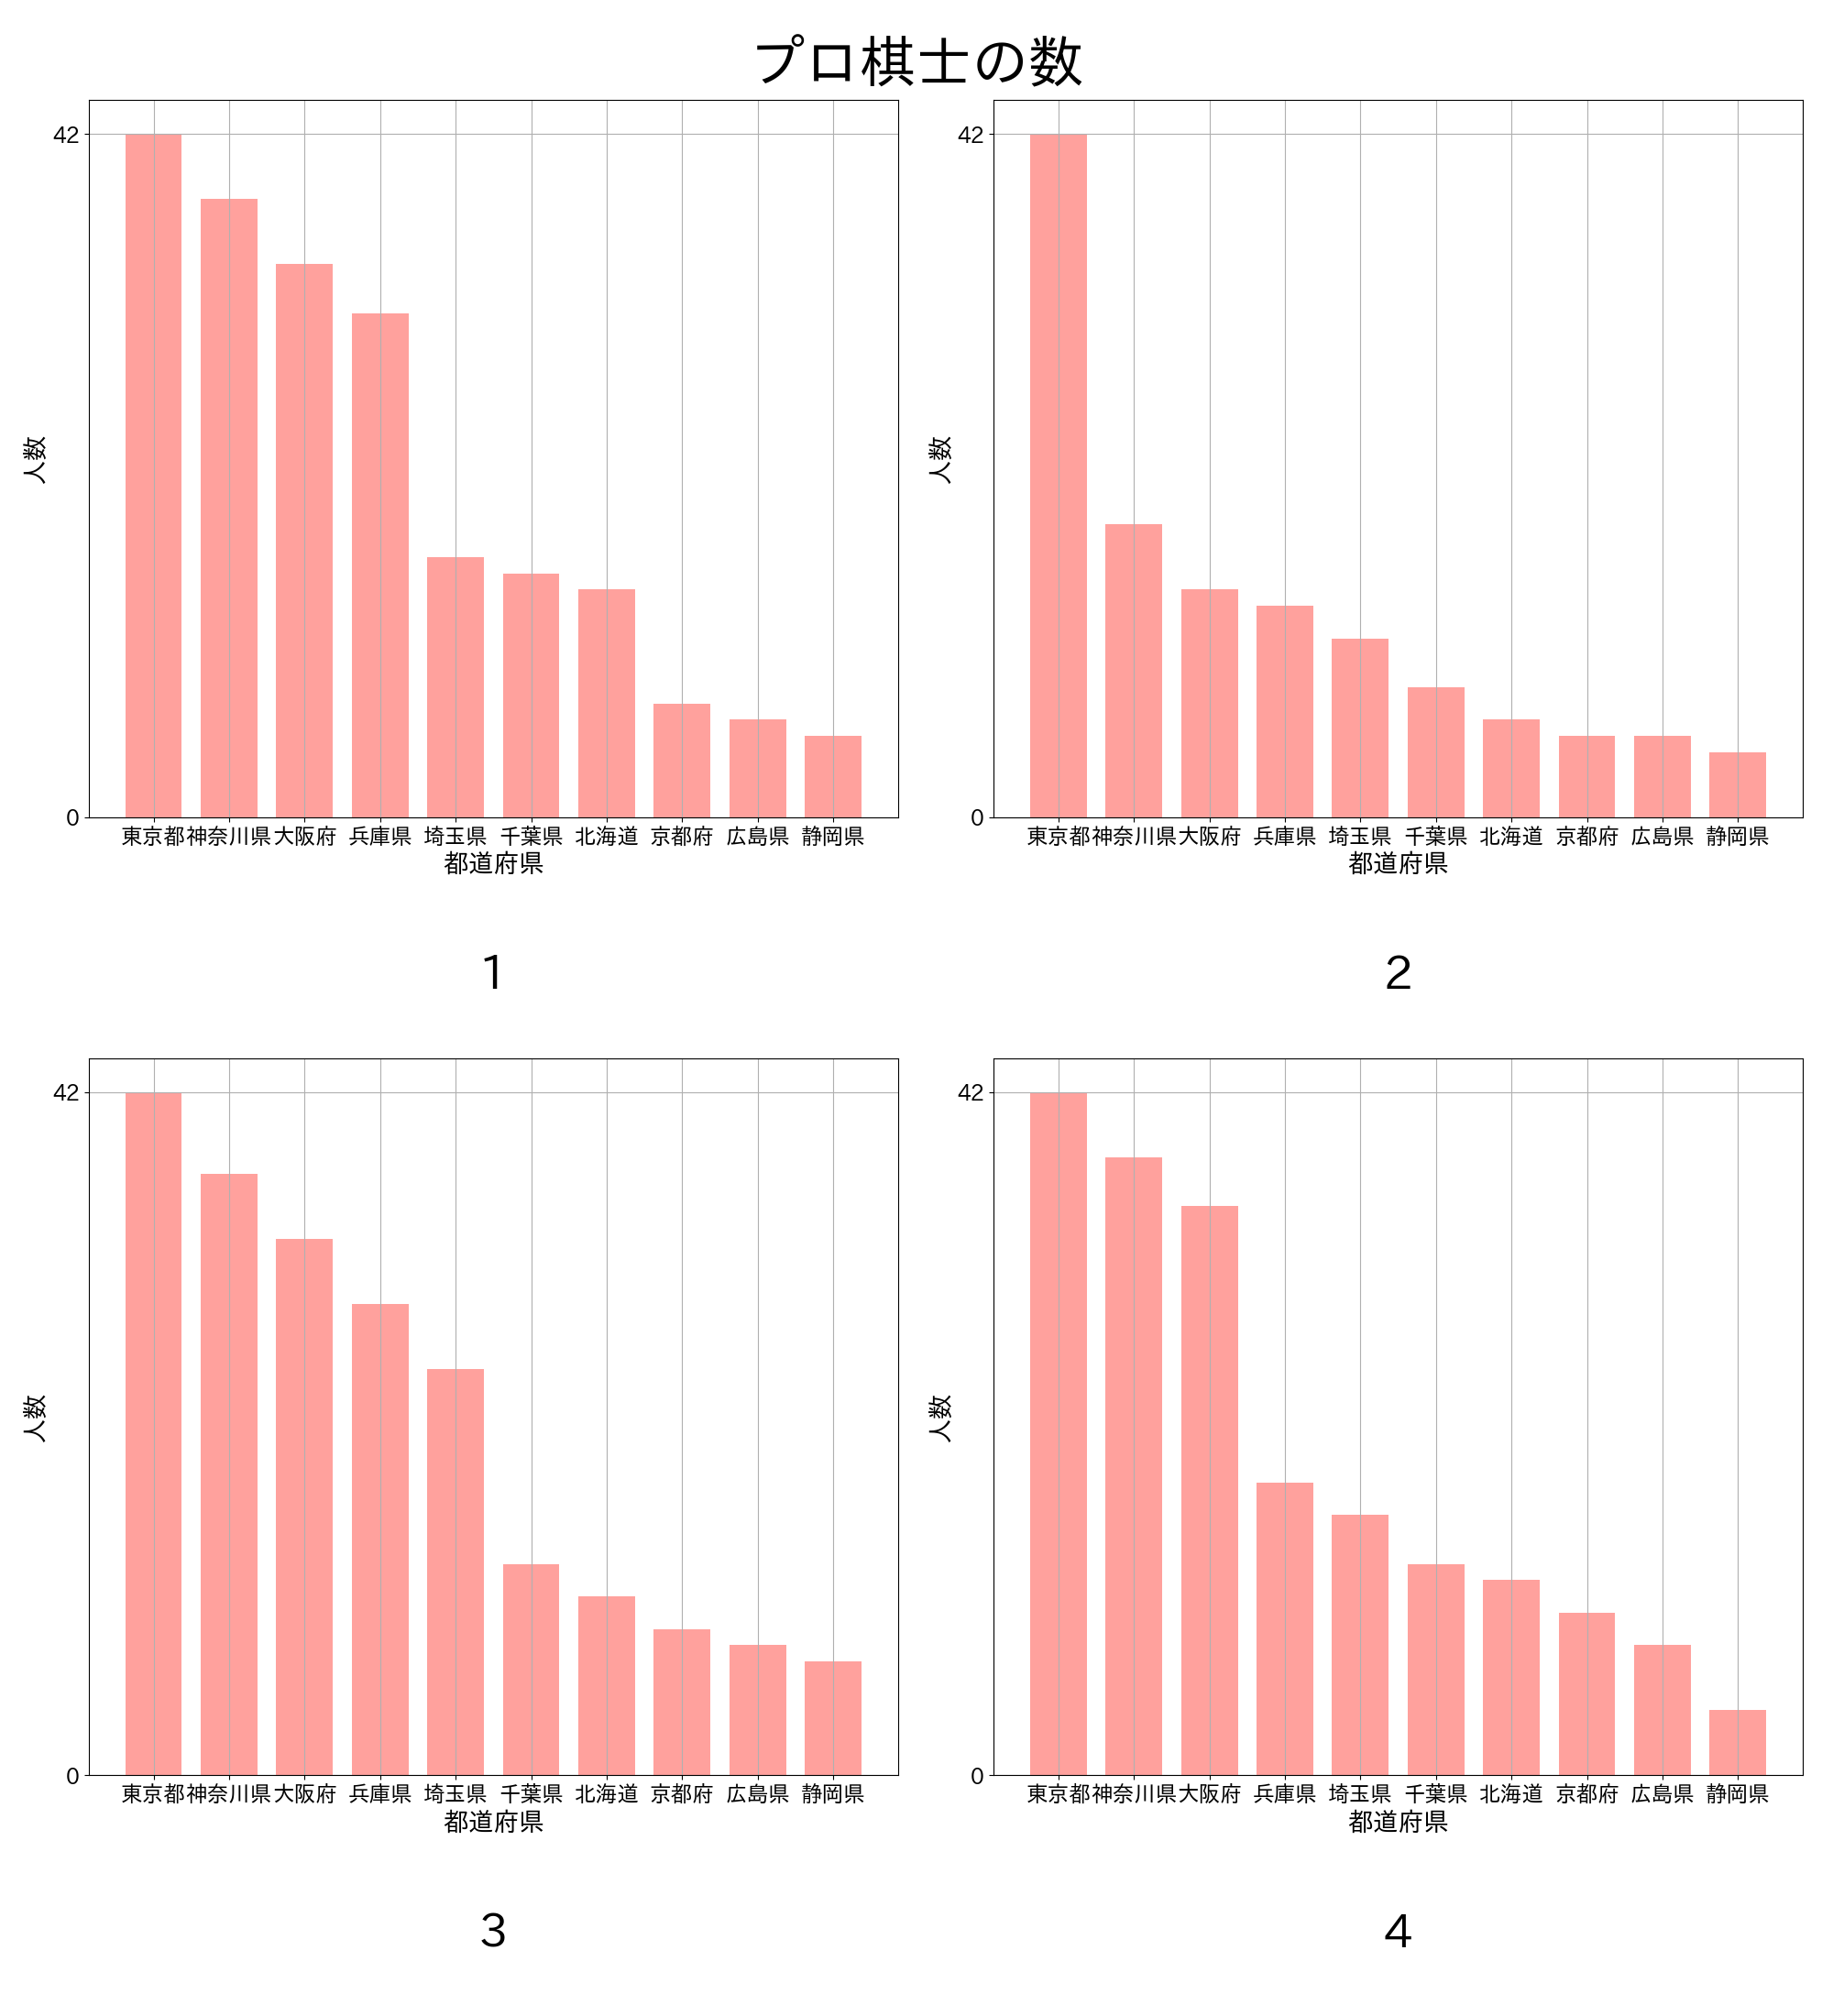 プロ棋士の数
42
0
人数
東京都 神奈川県 大阪府 兵庫県 埼玉県 千葉県 北海道 京都府 広島県 静岡県
都道府県
1
42
0
人数
東京都 神奈川県 大阪府 兵庫県 埼玉県 千葉県 北海道 京都府 広島県 静岡県
都道府県
2
42
0
人数
東京都 神奈川県 大阪府 兵庫県 埼玉県 千葉県 北海道 京都府 広島県 静岡県
都道府県
3
42
0
人数
東京都 神奈川県 大阪府 兵庫県 埼玉県 千葉県 北海道 京都府 広島県 静岡県
都道府県
4